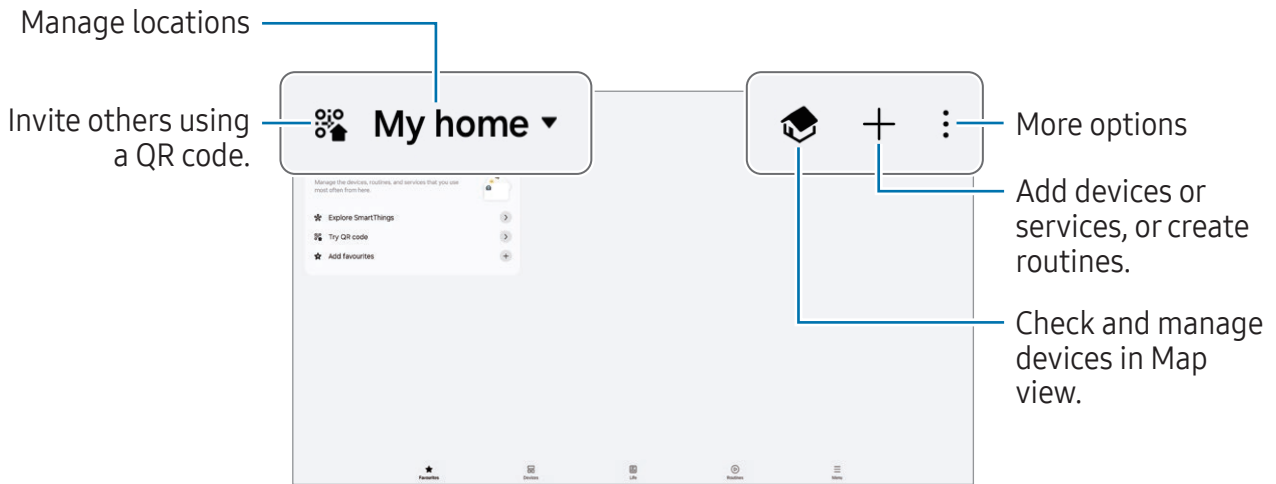 Manage locations
Invite others using
a QR code.
My home
More options
Add devices or
services, or create
routines.
Check and manage
devices in Map
view.
Manage the devices, routines, and services that you use
most often from here.
Explore SmartThings
Try QR code
Add favourites
Favourites
Devices
Life
Routines
Menu